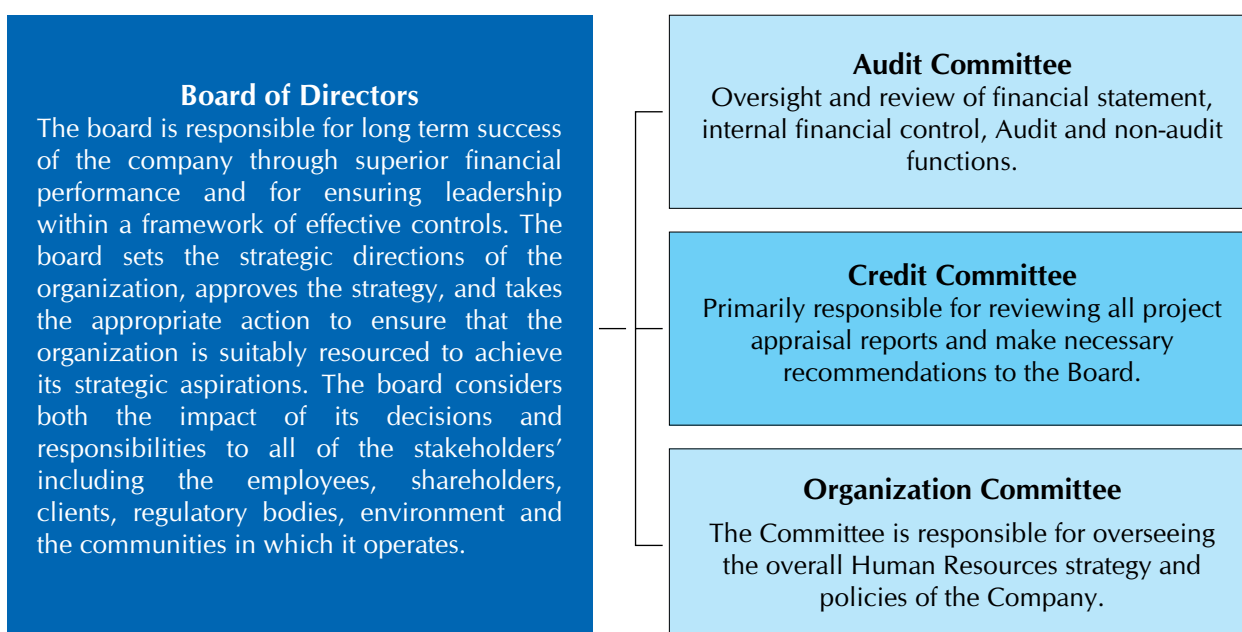 Board of Directors
The board is responsible for long term success
of the company through superior financial
performance and for ensuring leadership
within a framework of effective controls. The
board sets the strategic directions of the
organization, approves the strategy, and takes
the appropriate action to ensure that the
organization is suitably resourced to achieve
its strategic aspirations. The board considers
both the impact of its decisions and
responsibilities to all of the stakeholders’
including the employees, shareholders,
clients, regulatory bodies, environment and
the communities in which it operates.
Audit Committee
Oversight and review of financial statement,
internal financial control, Audit and non-audit
functions.
Credit Committee
Primarily responsible for reviewing all project
appraisal reports and make necessary
recommendations to the Board.
Organization Committee
The Committee is responsible for overseeing
the overall Human Resources strategy and
policies of the Company.